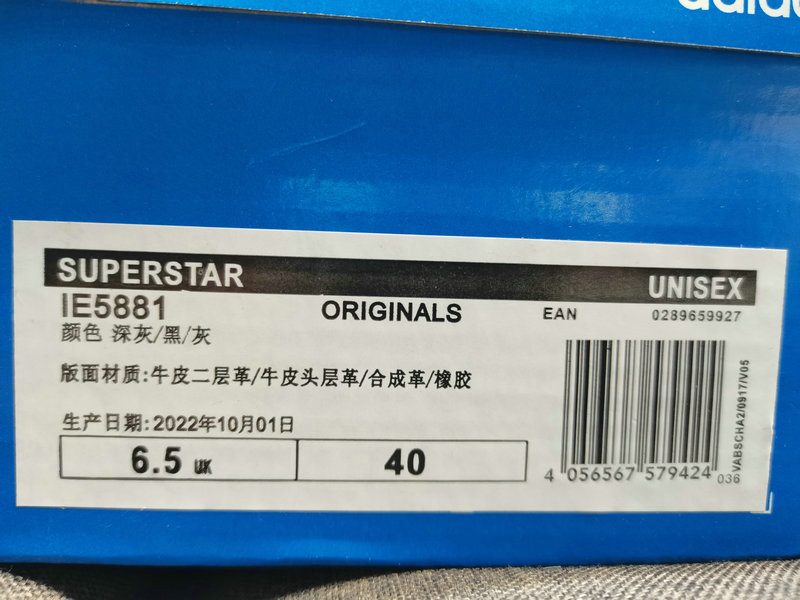 adidas
SUPERSTAR UNISEX
IE5881 ORIGINALS EAN 0289659927
颜色 深灰/黑/灰
版面材质:牛皮二层革/牛皮头层革/合成革/橡胶
生产日期:2022年10月01日
6.5 UK 40
4 056567 579424 036
VABSCHA2/0917/V05